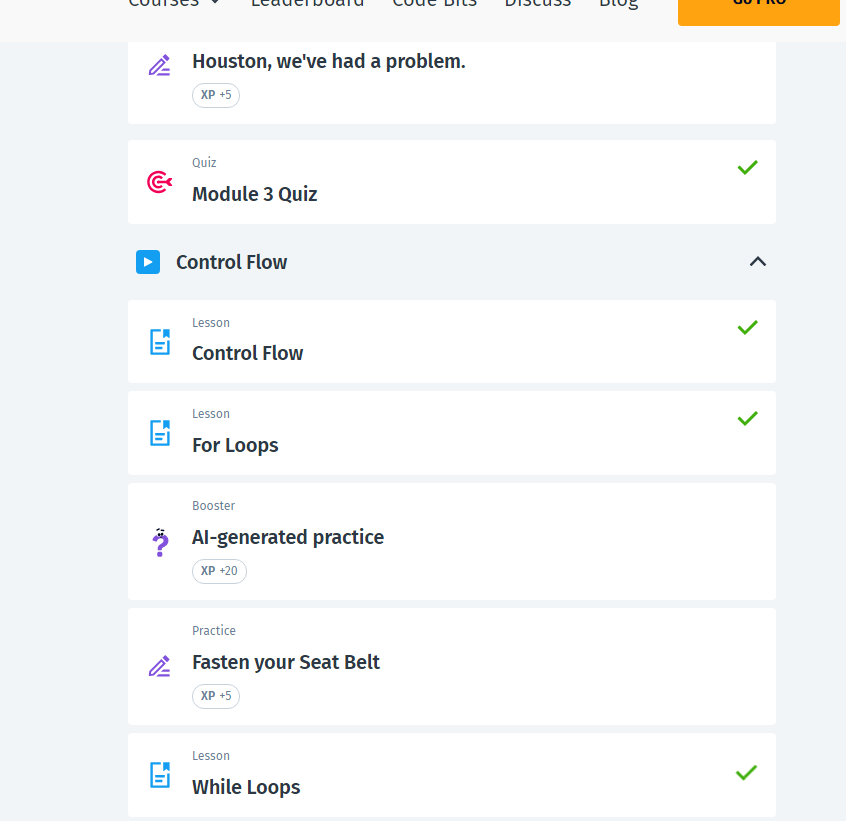 Courses Leaderboard Code Bits Discuss Blog Go PRO
Houston, we've had a problem.
XP +5
Quiz
Module 3 Quiz
Control Flow
Lesson
Control Flow
Lesson
For Loops
Booster
AI-generated practice
XP +20
Practice
Fasten your Seat Belt
XP +5
Lesson
While Loops